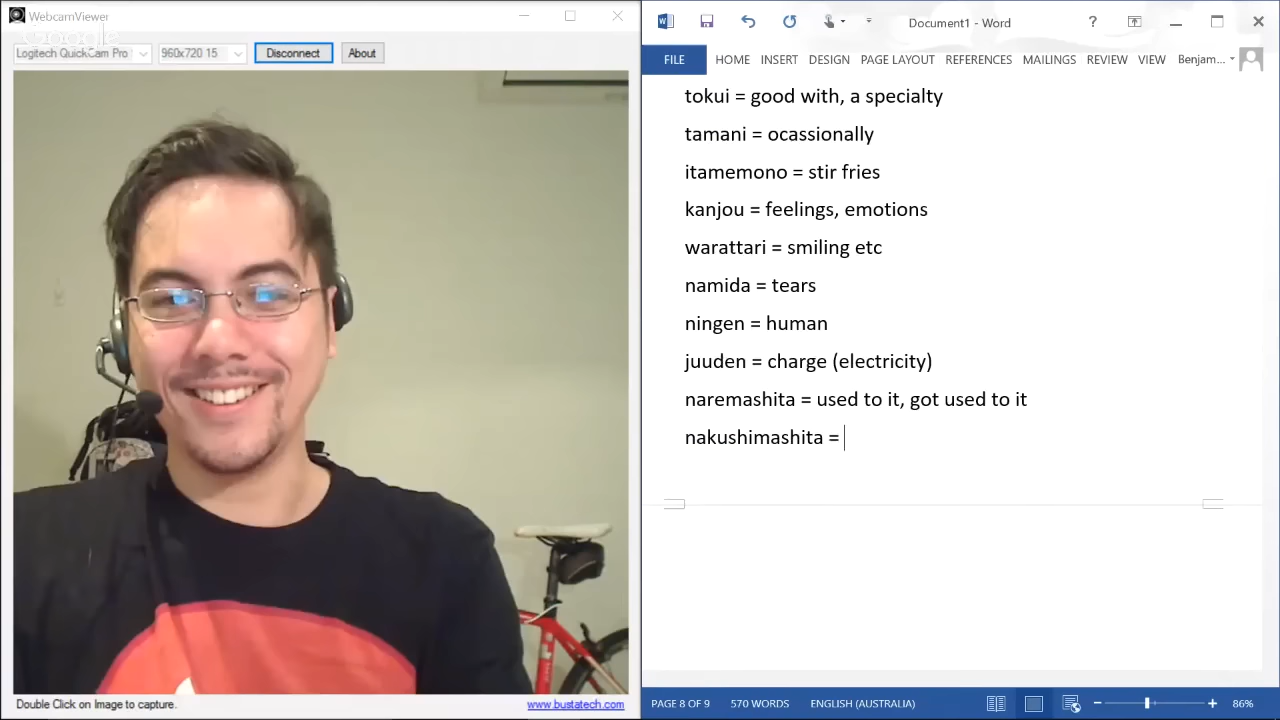 WebcamViewer
Google
Logitech QuickCam Pro
960x720 15
Disconnect
About
Double Click on Image to capture.
www.bustatech.com
Document1 - Word
?
FILE
HOME
INSERT
DESIGN
PAGE LAYOUT
REFERENCES
MAILINGS
REVIEW
VIEW
Benjam...
tokui = good with, a specialty
tamani = ocassionally
itamemono = stir fries
kanjou = feelings, emotions
warattari = smiling etc
namida = tears
ningen = human
juuden = charge (electricity)
naremashita = used to it, got used to it
nakushimashita =
PAGE 8 OF 9
570 WORDS
ENGLISH (AUSTRALIA)
86%